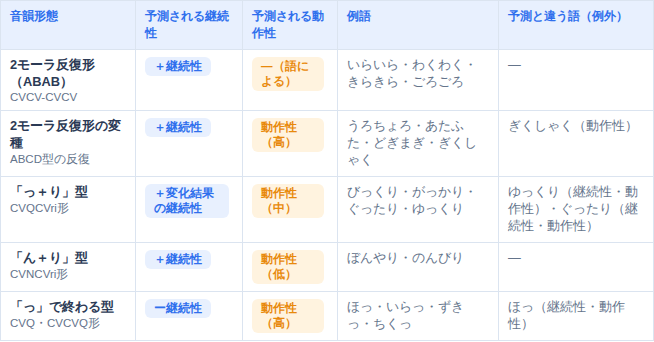 音韻形態
予測される継続
性
予測される動
作性
例語
予測と違う語（例外）
2モーラ反復形
（ABAB）
CVCV-CVCV
＋継続性
—（語に
よる）
いらいら・わくわく・
きらきら・ごろごろ
—
2モーラ反復形の変
種
ABCD型の反復
＋継続性
動作性
（高）
うろちょろ・あたふ
た・どぎまぎ・ぎくし
ゃく
ぎくしゃく（動作性）
「っ＋り」型
CVQCVri形
＋変化結果
の継続性
動作性
（中）
びっくり・がっかり・
ぐったり・ゆっくり
ゆっくり（継続性・動
作性）・ぐったり（継
続性・動作性）
「ん＋り」型
CVNCVri形
＋継続性
動作性
（低）
ぼんやり・のんびり
—
「っ」で終わる型
CVQ・CVCVQ形
ー継続性
動作性
（高）
ほっ・いらっ・ずき
っ・ちくっ
ほっ（継続性・動作
性）